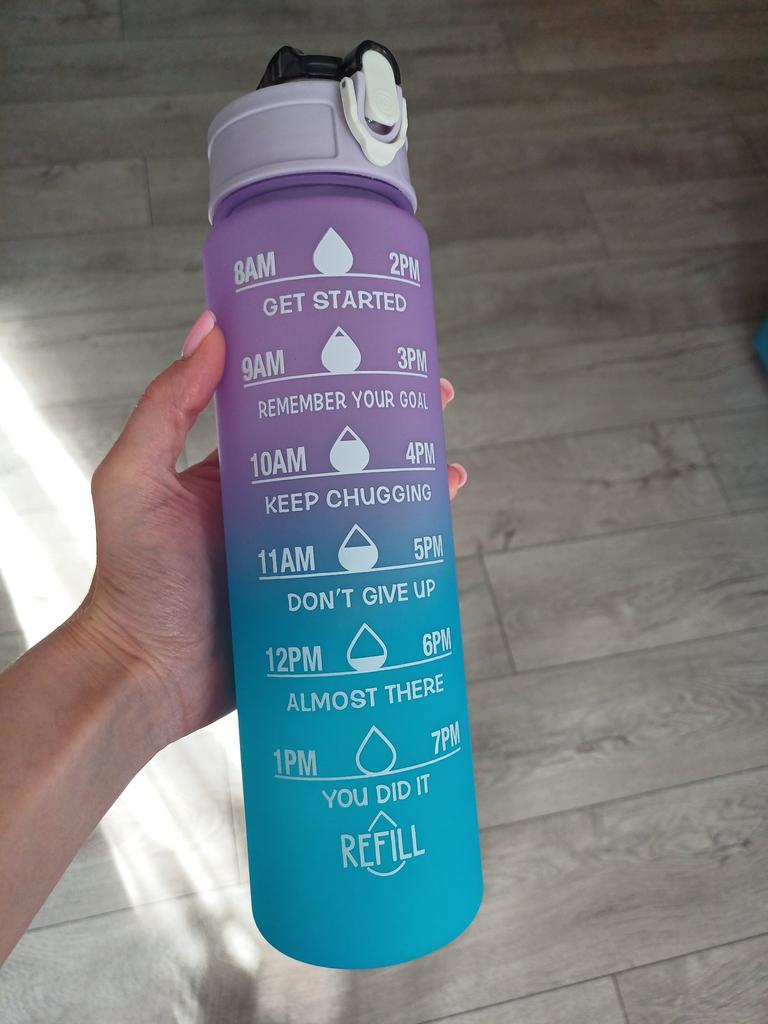 8AM 2PM
GET STARTED
9AM 3PM
REMEMBER YOUR GOAL
10AM 4PM
KEEP CHUGGING
11AM 5PM
DON'T GIVE UP
12PM 6PM
ALMOST THERE
1PM 7PM
YOU DID IT
REFILL